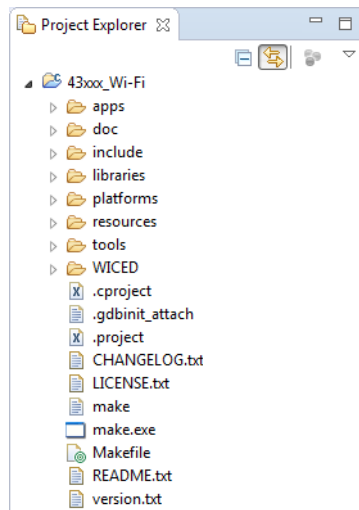 Project Explorer
43xxx_Wi-Fi
apps
doc
include
libraries
platforms
resources
tools
WICED
.cproject
.gdbinit_attach
.project
CHANGELOG.txt
LICENSE.txt
make
make.exe
Makefile
README.txt
version.txt